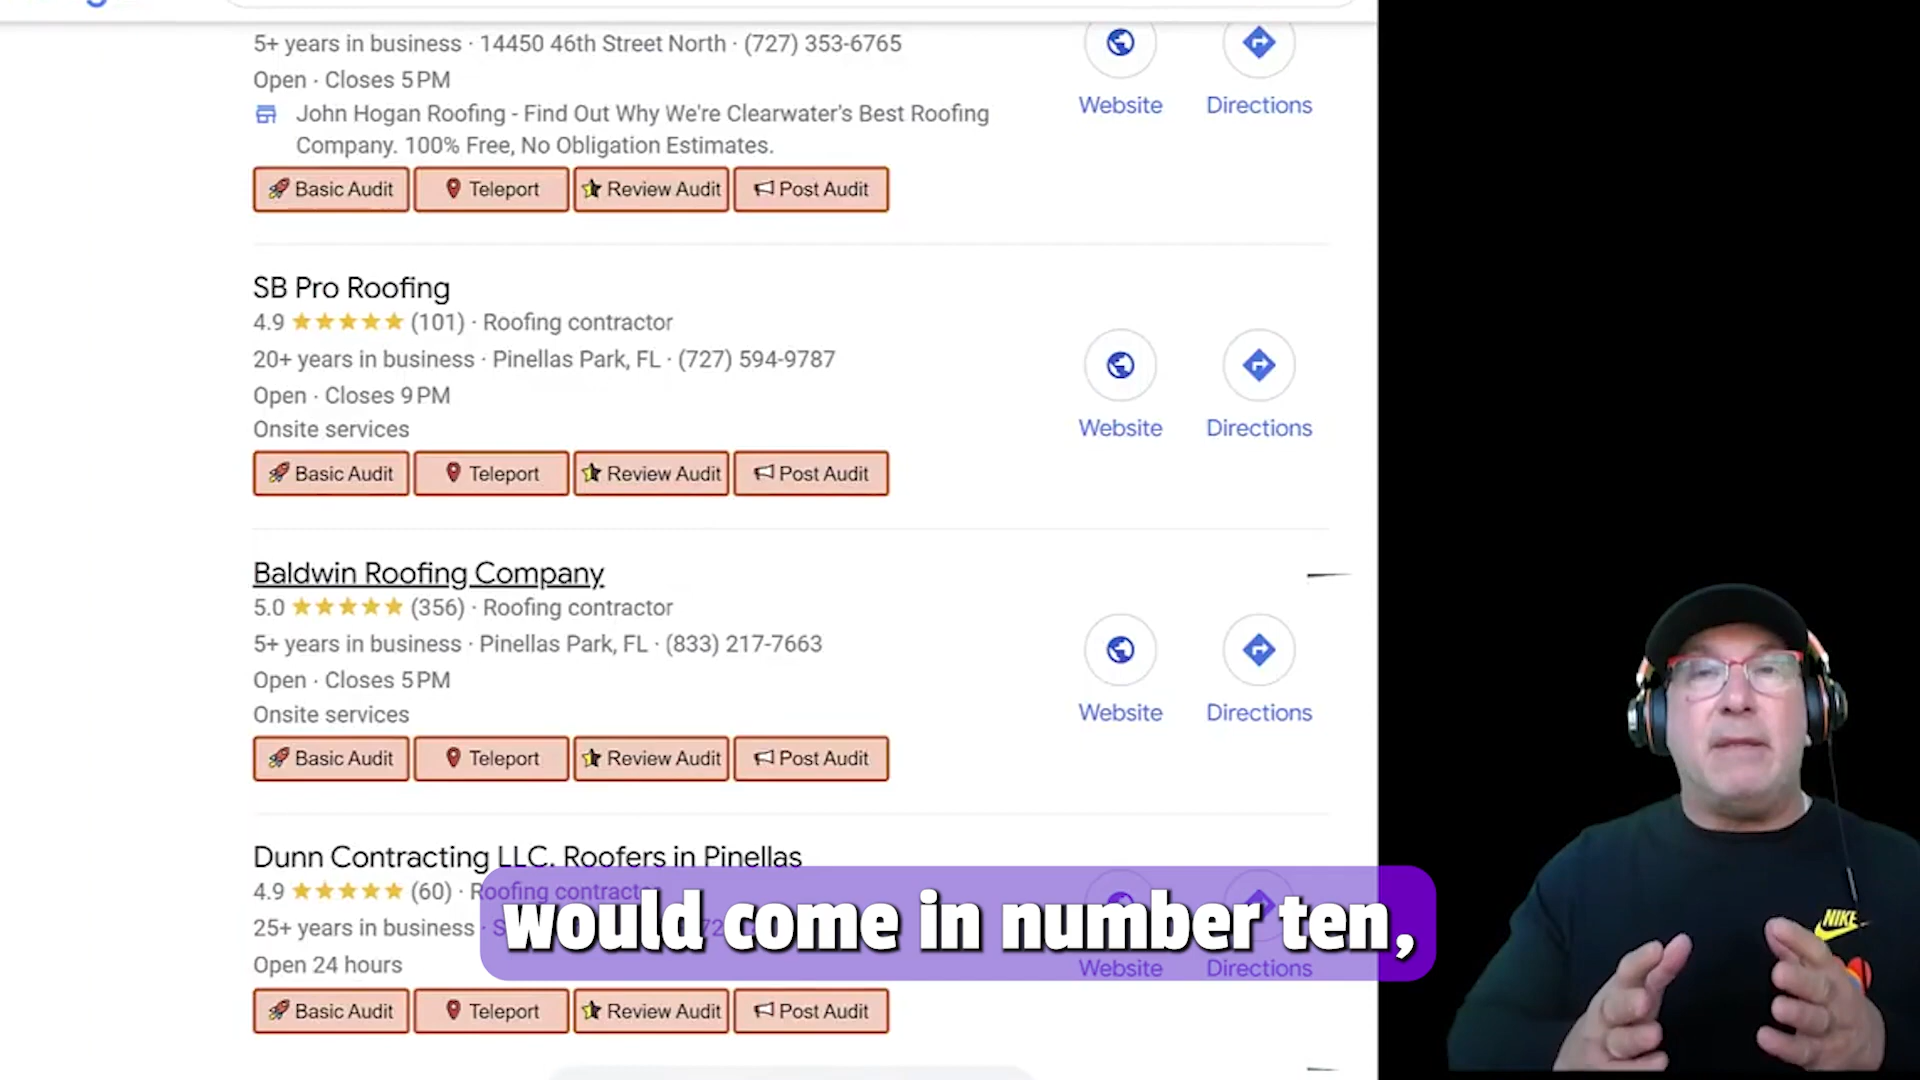 5+ years in business · 14450 46th Street North · (727) 353-6765
Open · Closes 5 PM
John Hogan Roofing - Find Out Why We're Clearwater's Best Roofing
Company. 100% Free, No Obligation Estimates.
Website
Directions
Basic Audit
Teleport
Review Audit
Post Audit
SB Pro Roofing
4.9 (101) · Roofing contractor
20+ years in business · Pinellas Park, FL · (727) 594-9787
Open · Closes 9 PM
Onsite services
Website
Directions
Basic Audit
Teleport
Review Audit
Post Audit
Baldwin Roofing Company
5.0 (356) · Roofing contractor
5+ years in business · Pinellas Park, FL · (833) 217-7663
Open · Closes 5 PM
Onsite services
Website
Directions
Basic Audit
Teleport
Review Audit
Post Audit
Dunn Contracting LLC. Roofers in Pinellas
4.9 (60) · Roofing contractor
25+ years in business ·
Open 24 hours
Website
Directions
Basic Audit
Teleport
Review Audit
Post Audit
would come in number ten,
NIKE